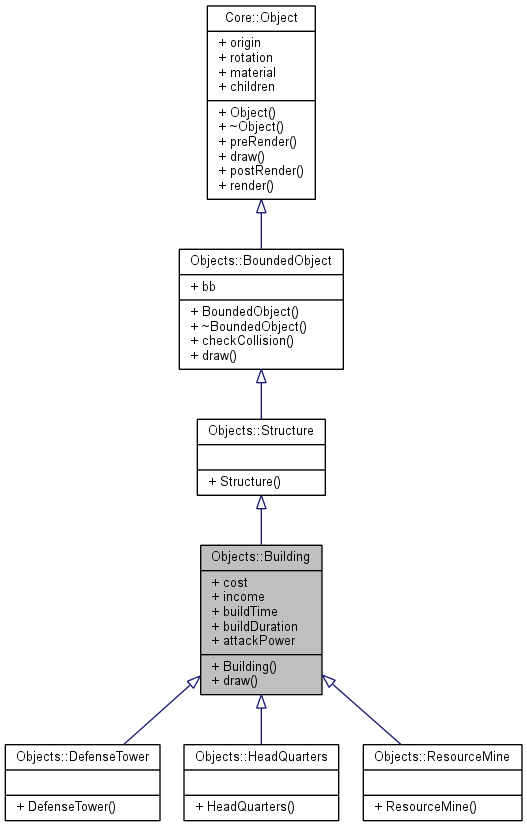 Core::Object
+ origin
+ rotation
+ material
+ children
+ Object()
+ ~Object()
+ preRender()
+ draw()
+ postRender()
+ render()
Objects::BoundedObject
+ bb
+ BoundedObject()
+ ~BoundedObject()
+ checkCollision()
+ draw()
Objects::Structure
+ Structure()
Objects::Building
+ cost
+ income
+ buildTime
+ buildDuration
+ attackPower
+ Building()
+ draw()
Objects::DefenseTower
+ DefenseTower()
Objects::HeadQuarters
+ HeadQuarters()
Objects::ResourceMine
+ ResourceMine()